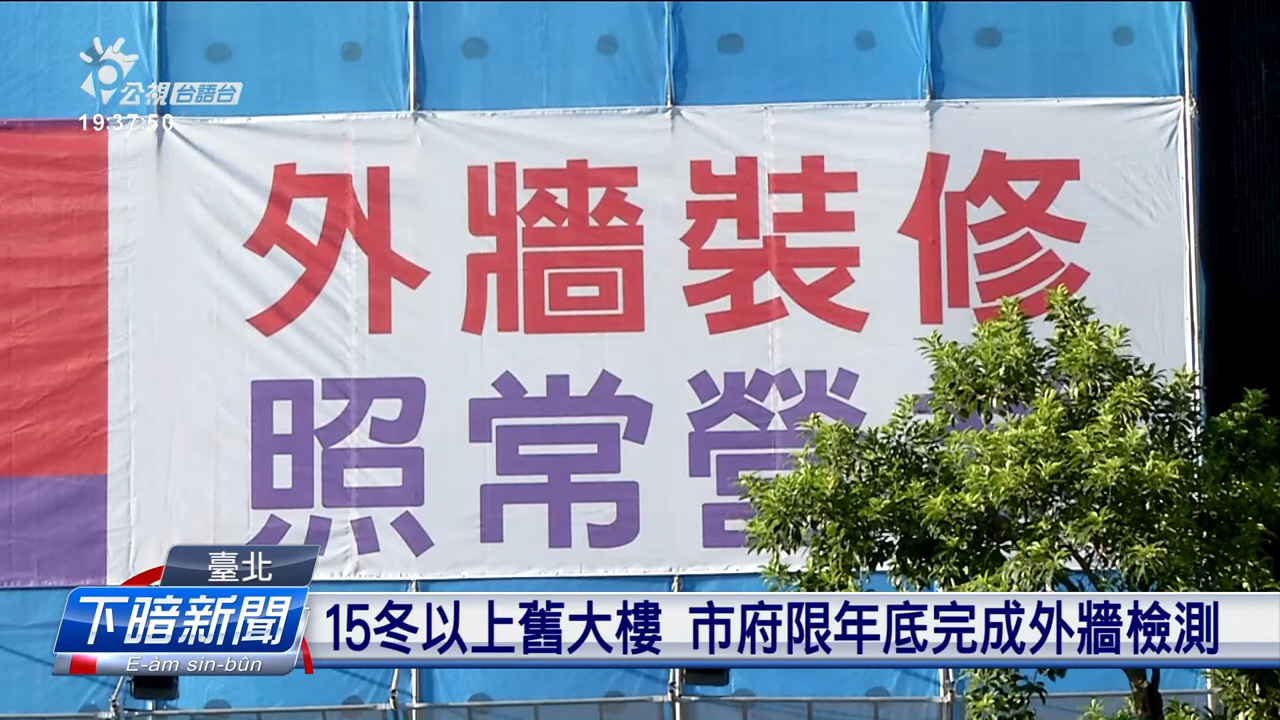 公視台語台
19:37:50
外牆裝修
照常營
臺北
下暗新聞
E-àm sin-bûn
15冬以上舊大樓 市府限年底完成外牆檢測